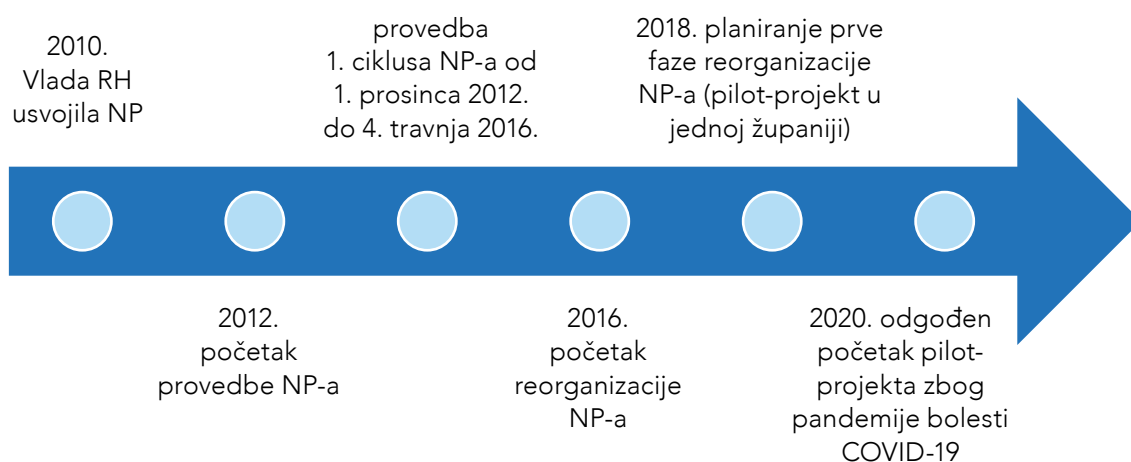 2010.
Vlada RH
usvojila NP
provedba
1. ciklusa NP-a od
1. prosinca 2012.
do 4. travnja 2016.
2018. planiranje prve
faze reorganizacije
NP-a (pilot-projekt u
jednoj županiji)
2012.
početak
provedbe NP-a
2016.
početak
reorganizacije
NP-a
2020. odgođen
početak pilot-
projekta zbog
pandemije bolesti
COVID-19